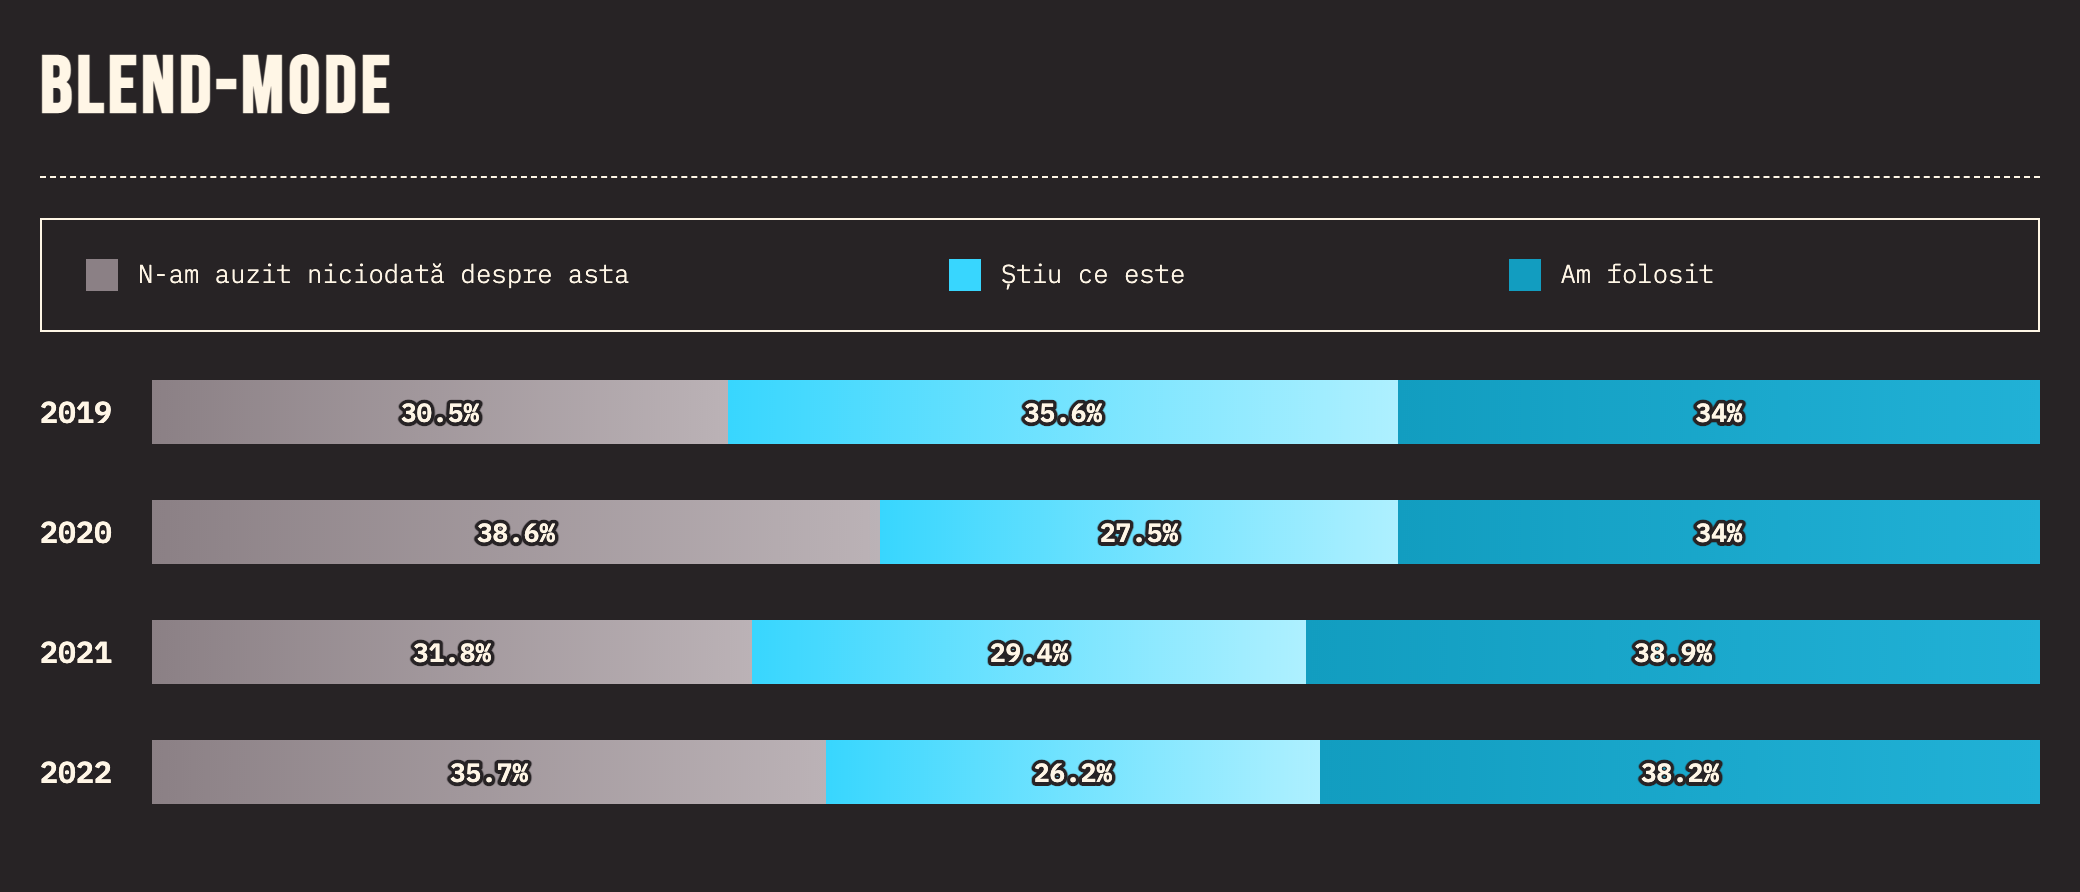 BLEND-MODE
N-am auzit niciodată despre asta Știu ce este Am folosit
2019 30.5% 35.6% 34%
2020 38.6% 27.5% 34%
2021 31.8% 29.4% 38.9%
2022 35.7% 26.2% 38.2%